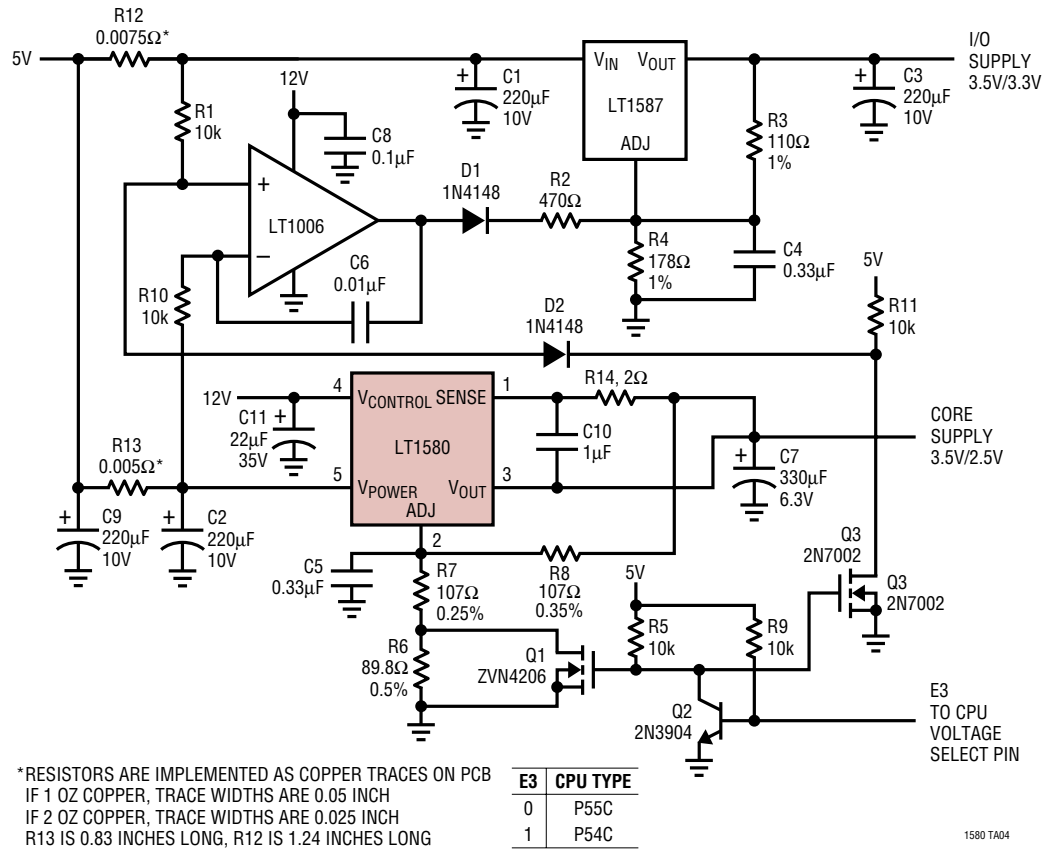 R12
0.0075Ω*
5V
12V
R1
10k
C8
0.1µF
+
C1
220µF
10V
VIN VOUT
LT1587
ADJ
R3
110Ω
1%
+
C3
220µF
10V
I/O
SUPPLY
3.5V/3.3V
+
LT1006
–
D1
1N4148
R2
470Ω
R4
178Ω
1%
C4
0.33µF
C6
0.01µF
R10
10k
D2
1N4148
5V
R11
10k
12V
+
C11
22µF
35V
4
VCONTROL SENSE
1
LT1580
5
VPOWER VOUT
3
ADJ
2
R14, 2Ω
C10
1µF
+
C7
330µF
6.3V
CORE
SUPPLY
3.5V/2.5V
R13
0.005Ω*
+
C9
220µF
10V
+
C2
220µF
10V
C5
0.33µF
R7
107Ω
0.25%
R8
107Ω
0.35%
R6
89.8Ω
0.5%
Q1
ZVN4206
5V
R5
10k
R9
10k
Q3
2N7002
Q3
2N7002
Q2
2N3904
E3
TO CPU
VOLTAGE
SELECT PIN
*RESISTORS ARE IMPLEMENTED AS COPPER TRACES ON PCB
IF 1 OZ COPPER, TRACE WIDTHS ARE 0.05 INCH
IF 2 OZ COPPER, TRACE WIDTHS ARE 0.025 INCH
R13 IS 0.83 INCHES LONG, R12 IS 1.24 INCHES LONG
E3 CPU TYPE
0 P55C
1 P54C
1580 TA04